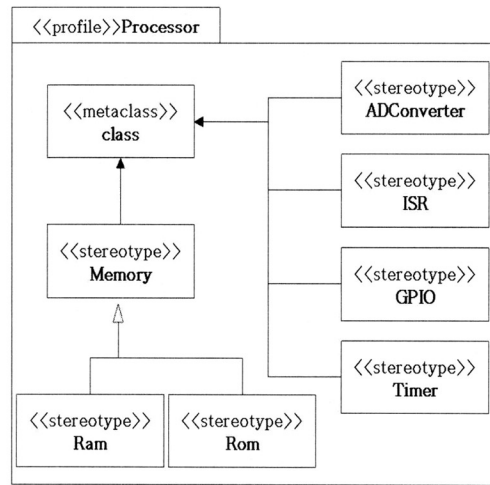 <<profile>>Processor
<<metaclass>>
class
<<stereotype>>
Memory
<<stereotype>>
Ram
<<stereotype>>
Rom
<<stereotype>>
ADConverter
<<stereotype>>
ISR
<<stereotype>>
GPIO
<<stereotype>>
Timer